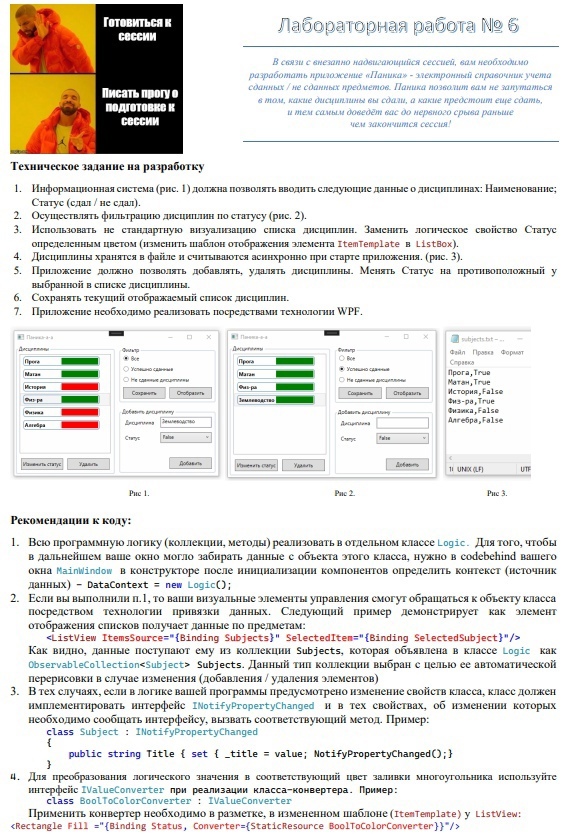 Готовиться к
сессии
Писать прогу о
подготовке к
сессии
Лабораторная работа № 6
В связи с внезапно надвигающийся сессией, вам необходимо
разработать приложение «Паника» - электронный справочник учета
сданных / не сданных предметов. Паника позволит вам не запутаться
в том, какие дисциплины вы сдали, а какие предстоит еще сдать,
и тем самым доведёт вас до нервного срыва раньше
чем закончится сессия!
Техническое задание на разработку
1. Информационная система (рис. 1) должна позволять вводить следующие данные о дисциплинах: Наименование;
Статус (сдал / не сдал).
2. Осуществлять фильтрацию дисциплин по статусу (рис. 2).
3. Использовать не стандартную визуализацию списка дисциплин. Заменить логическое свойство Статус
определенным цветом (изменить шаблон отображения элемента ItemTemplate в ListBox).
4. Дисциплины хранятся в файле и считываются асинхронно при старте приложения. (рис. 3).
5. Приложение должно позволять добавлять, удалять дисциплины. Менять Статус на противоположный у
выбранной в списке дисциплины.
6. Сохранять текущий отображаемый список дисциплин.
7. Приложение необходимо реализовать посредствами технологии WPF.
Паника-а-а
Дисциплины
Прога
Матан
История
Физ-ра
Физика
Алгебра
Изменить статус
Удалить
Фильтр
Все
Успешно сданные
Не сданные дисциплины
Сохранить
Отобразить
Добавить дисциплину
Дисциплина
Землеводство
Статус
False
Добавить
Паника-а-а
Дисциплины
Прога
Матан
Физ-ра
Землеводство
Изменить статус
Удалить
Фильтр
Все
Успешно сданные
Не сданные дисциплины
Сохранить
Отобразить
Добавить дисциплину
Дисциплина
Статус
False
Добавить
subjects.txt – ...
Файл Правка Формат
Справка
Прога,True
Матан,True
История,False
Физ-ра,True
Физика,False
Алгебра,False
UNIX (LF)
UTF
Рис 1.
Рис 2.
Рис 3.
Рекомендации к коду:
1. Всю программную логику (коллекции, методы) реализовать в отдельном классе Logic. Для того, чтобы
в дальнейшем ваше окно могло забирать данные с объекта этого класса, нужно в codebehind вашего
окна MainWindow в конструкторе после инициализации компонентов определить контекст (источник
данных) – DataContext = new Logic();
2. Если вы выполнили п.1, то ваши визуальные элементы управления смогут обращаться к объекту класса
посредством технологии привязки данных. Следующий пример демонстрирует как элемент
отображения списков получает данные по предметам:
<ListView ItemsSource="{Binding Subjects}" SelectedItem="{Binding SelectedSubject}"/>
Как видно, данные поступают ему из коллекции Subjects, которая объявлена в классе Logic как
ObservableCollection<Subject> Subjects. Данный тип коллекции выбран с целью ее автоматической
перерисовки в случае изменения (добавления / удаления элементов)
3. В тех случаях, если в логике вашей программы предусмотрено изменение свойств класса, класс должен
имплементировать интерфейс INotifyPropertyChanged и в тех свойствах, об изменении которых
необходимо сообщать интерфейсу, вызвать соответствующий метод. Пример:
class Subject : INotifyPropertyChanged
{
public string Title { set { _title = value; NotifyPropertyChanged();}
}
4. Для преобразования логического значения в соответствующий цвет заливки многоугольника используйте
интерфейс IValueConverter при реализации класса-конвертера. Пример:
class BoolToColorConverter : IValueConverter
Применить конвертер необходимо в разметке, в измененном шаблоне (ItemTemplate) у ListView:
<Rectangle Fill ="{Binding Status, Converter={StaticResource BoolToColorConverter}}"/>